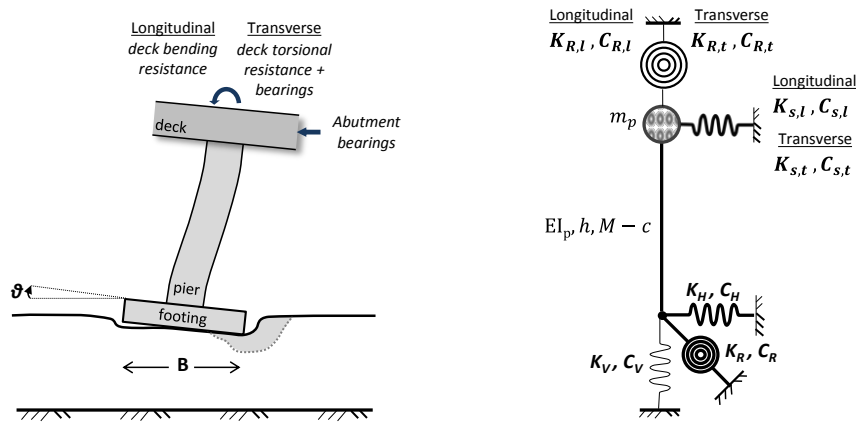 Longitudinal
deck bending
resistance
Transverse
deck torsional
resistance +
bearings
deck
Abutment
bearings
pier
footing
ϑ
B
Longitudinal
K_{R,l} , C_{R,l}
Transverse
K_{R,t} , C_{R,t}
m_p
Longitudinal
K_{s,l} , C_{s,l}
Transverse
K_{s,t} , C_{s,t}
EI_p, h, M − c
K_H, C_H
K_R, C_R
K_V, C_V